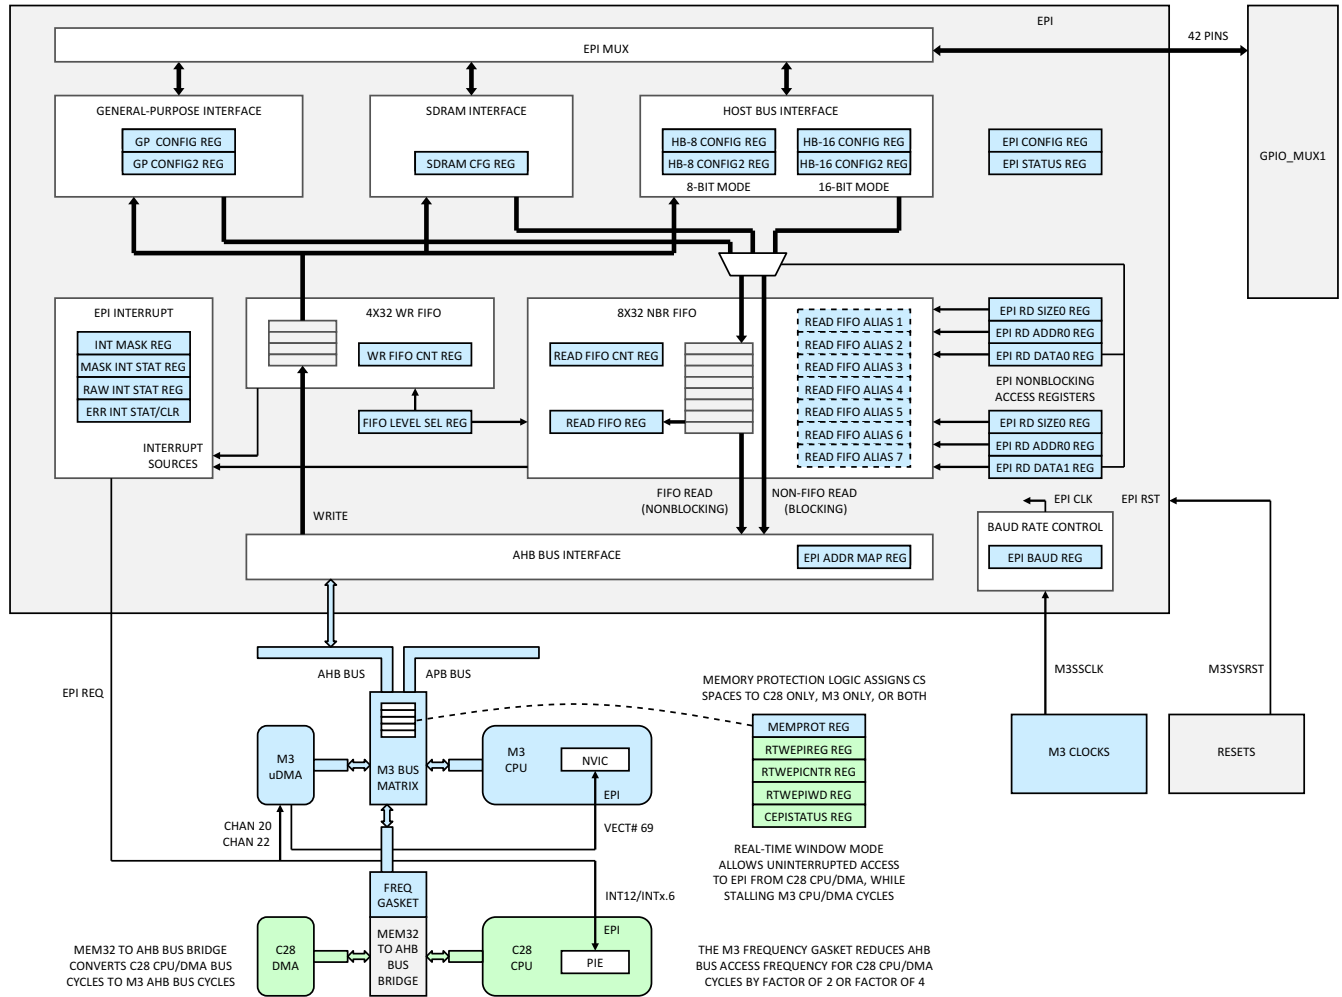 EPI
EPI MUX
42 PINS
GPIO_MUX1
GENERAL-PURPOSE INTERFACE
GP CONFIG REG
GP CONFIG2 REG
SDRAM INTERFACE
SDRAM CFG REG
HOST BUS INTERFACE
HB-8 CONFIG REG
HB-8 CONFIG2 REG
8-BIT MODE
HB-16 CONFIG REG
HB-16 CONFIG2 REG
16-BIT MODE
EPI CONFIG REG
EPI STATUS REG
EPI INTERRUPT
INT MASK REG
MASK INT STAT REG
RAW INT STAT REG
ERR INT STAT/CLR
INTERRUPT
SOURCES
4X32 WR FIFO
WR FIFO CNT REG
FIFO LEVEL SEL REG
8X32 NBR FIFO
READ FIFO CNT REG
READ FIFO REG
READ FIFO ALIAS 1
READ FIFO ALIAS 2
READ FIFO ALIAS 3
READ FIFO ALIAS 4
READ FIFO ALIAS 5
READ FIFO ALIAS 6
READ FIFO ALIAS 7
EPI RD SIZE0 REG
EPI RD ADDR0 REG
EPI RD DATA0 REG
EPI NONBLOCKING
ACCESS REGISTERS
EPI RD SIZE0 REG
EPI RD ADDR0 REG
EPI RD DATA1 REG
WRITE
FIFO READ
(NONBLOCKING)
NON-FIFO READ
(BLOCKING)
EPI CLK
EPI RST
BAUD RATE CONTROL
EPI BAUD REG
AHB BUS INTERFACE
EPI ADDR MAP REG
AHB BUS
APB BUS
EPI REQ
M3SSCLK
M3SYSRST
MEMORY PROTECTION LOGIC ASSIGNS CS
SPACES TO C28 ONLY, M3 ONLY, OR BOTH
MEMPROT REG
RTWEPIREG REG
RTWEPICNTR REG
RTWEPIWD REG
CEPISTATUS REG
M3 CLOCKS
RESETS
M3
uDMA
M3 BUS
MATRIX
M3
CPU
NVIC
EPI
CHAN 20
CHAN 22
VECT# 69
REAL-TIME WINDOW MODE
ALLOWS UNINTERRUPTED ACCESS
TO EPI FROM C28 CPU/DMA, WHILE
STALLING M3 CPU/DMA CYCLES
FREQ
GASKET
INT12/INTx.6
MEM32
TO AHB
BUS
BRIDGE
C28
DMA
C28
CPU
EPI
PIE
MEM32 TO AHB BUS BRIDGE
CONVERTS C28 CPU/DMA BUS
CYCLES TO M3 AHB BUS CYCLES
THE M3 FREQUENCY GASKET REDUCES AHB
BUS ACCESS FREQUENCY FOR C28 CPU/DMA
CYCLES BY FACTOR OF 2 OR FACTOR OF 4